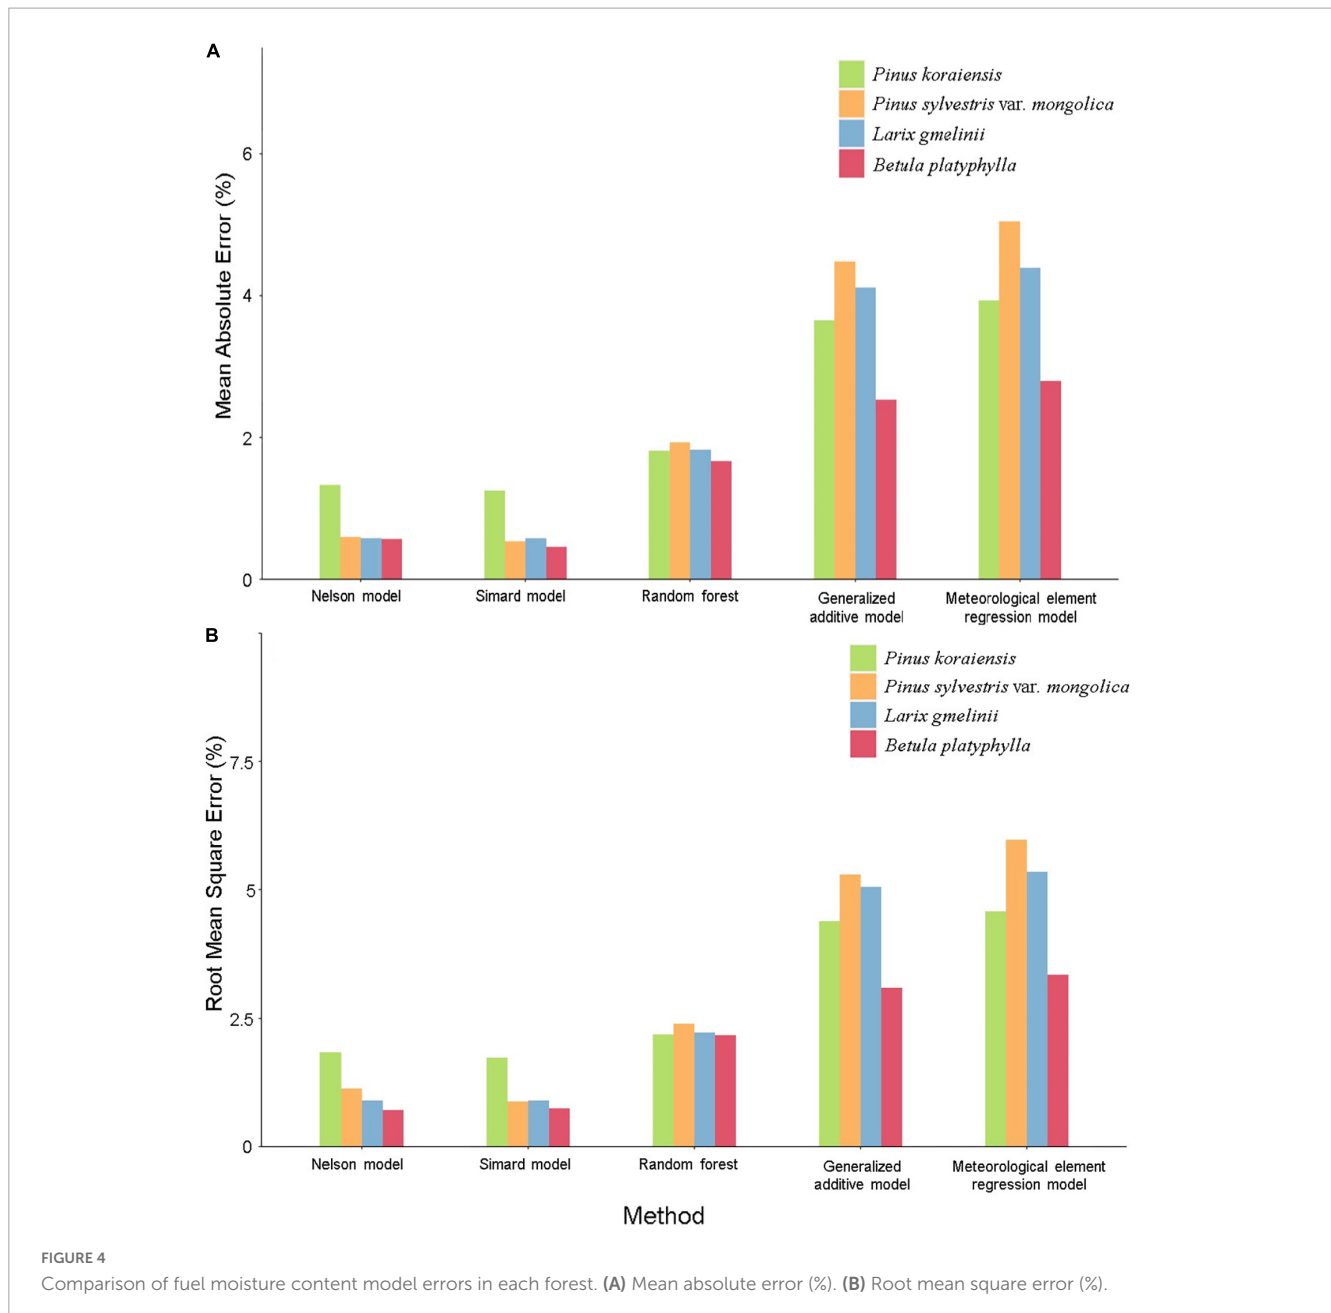 A
Pinus koraiensis
Pinus sylvestris var. mongolica
Larix gmelinii
Betula platyphylla
Mean Absolute Error (%)
6
4
2
0
Nelson model
Simard model
Random forest
Generalized
additive model
Meteorological element
regression model
B
Pinus koraiensis
Pinus sylvestris var. mongolica
Larix gmelinii
Betula platyphylla
Root Mean Square Error (%)
7.5
5
2.5
0
Nelson model
Simard model
Random forest
Generalized
additive model
Meteorological element
regression model
Method
FIGURE 4
Comparison of fuel moisture content model errors in each forest. (A) Mean absolute error (%). (B) Root mean square error (%).